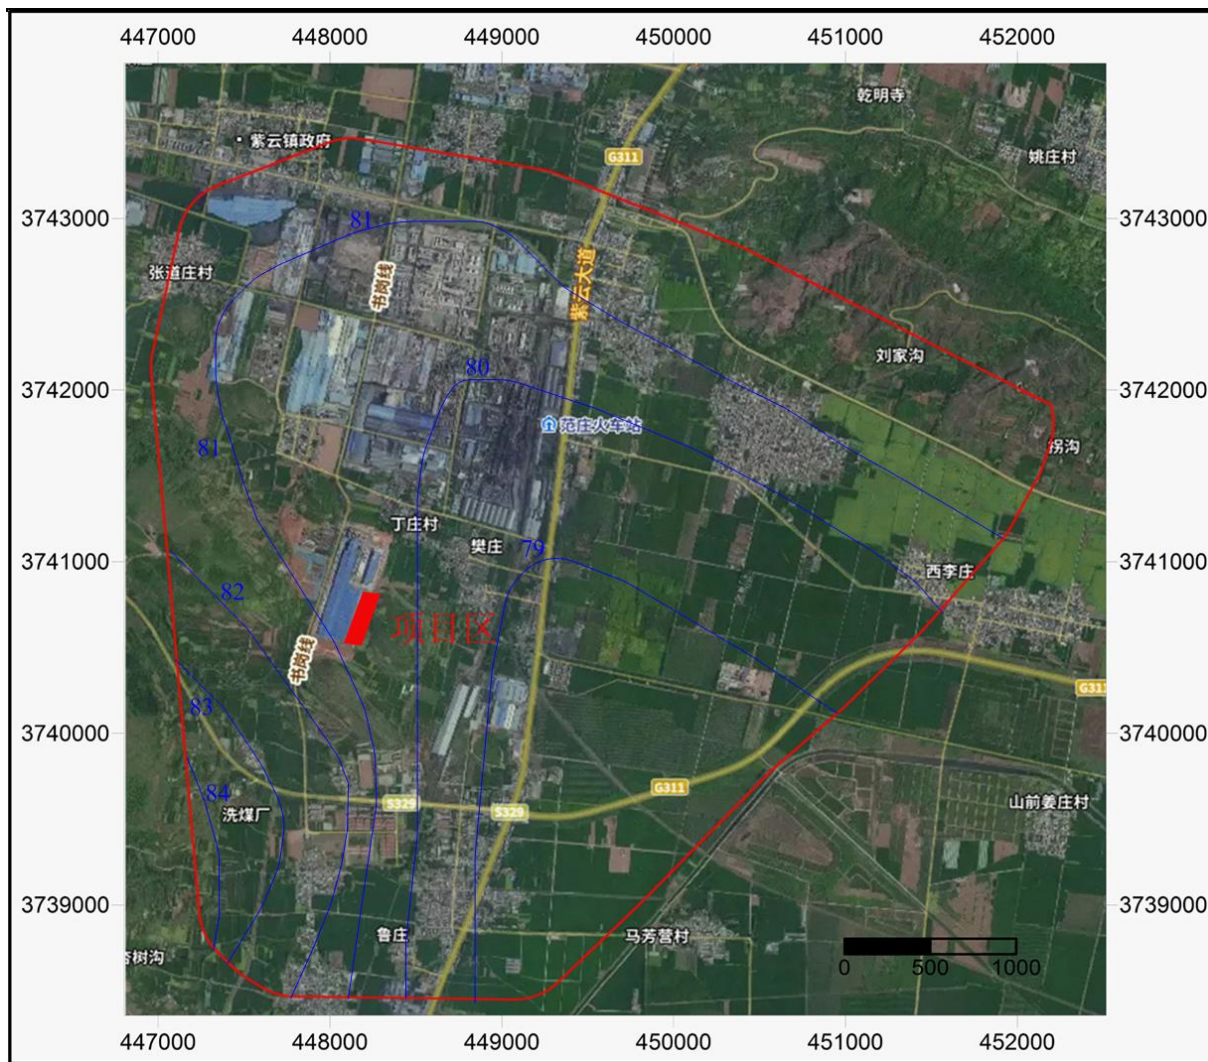 447000 448000 449000 450000 451000 452000
乾明寺
紫云镇政府
G311
姚庄村
3743000 81 3743000
张道庄村
书岗线
紫云大道
刘家沟
3742000 80 3742000
范庄火车站
81
拐沟
丁庄村
樊庄 79
3741000 3741000
西李庄
82
项目区
书岗线
G311
83
3740000 3740000
84
洗煤厂
S329
S329
G311
山前姜庄村
3739000 3739000
鲁庄
马芳营村
杏树沟
0 500 1000
447000 448000 449000 450000 451000 452000